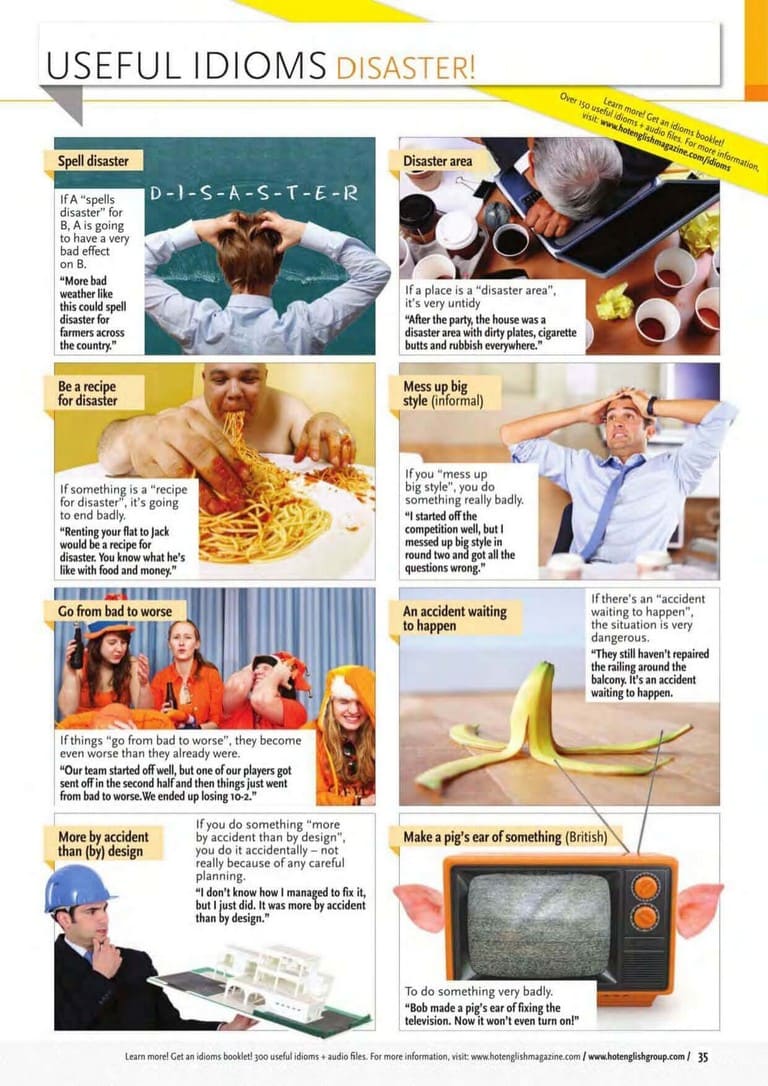 USEFUL IDIOMS DISASTER!
Learn more! Get an idioms booklet!
Over 150 useful idioms + audio files. For more information,
visit: www.hotenglishmagazine.com/idioms
Spell disaster
D-I-S-A-S-T-E-R
If A “spells
disaster” for
B, A is going
to have a very
bad effect
on B.
“More bad
weather like
this could spell
disaster for
farmers across
the country.”
Disaster area
If a place is a “disaster area”,
it’s very untidy
“After the party, the house was a
disaster area with dirty plates, cigarette
butts and rubbish everywhere.”
Be a recipe
for disaster
If something is a “recipe
for disaster”, it’s going
to end badly.
“Renting your flat to Jack
would be a recipe for
disaster. You know what he’s
like with food and money.”
Mess up big
style (informal)
If you “mess up
big style”, you do
something really badly.
“I started off the
competition well, but I
messed up big style in
round two and got all the
questions wrong.”
Go from bad to worse
If things “go from bad to worse”, they become
even worse than they already were.
“Our team started off well, but one of our players got
sent off in the second half and then things just went
from bad to worse.We ended up losing 10-2.”
An accident waiting
to happen
If there’s an “accident
waiting to happen”,
the situation is very
dangerous.
“They still haven’t repaired
the railing around the
balcony. It’s an accident
waiting to happen.
More by accident
than (by) design
If you do something “more
by accident than by design”,
you do it accidentally – not
really because of any careful
planning.
“I don’t know how I managed to fix it,
but I just did. It was more by accident
than by design.”
Make a pig’s ear of something (British)
To do something very badly.
“Bob made a pig’s ear of fixing the
television. Now it won’t even turn on!”
Learn more! Get an idioms booklet! 300 useful idioms + audio files. For more information, visit: www.hotenglishmagazine.com / www.hotenglishgroup.com / 35